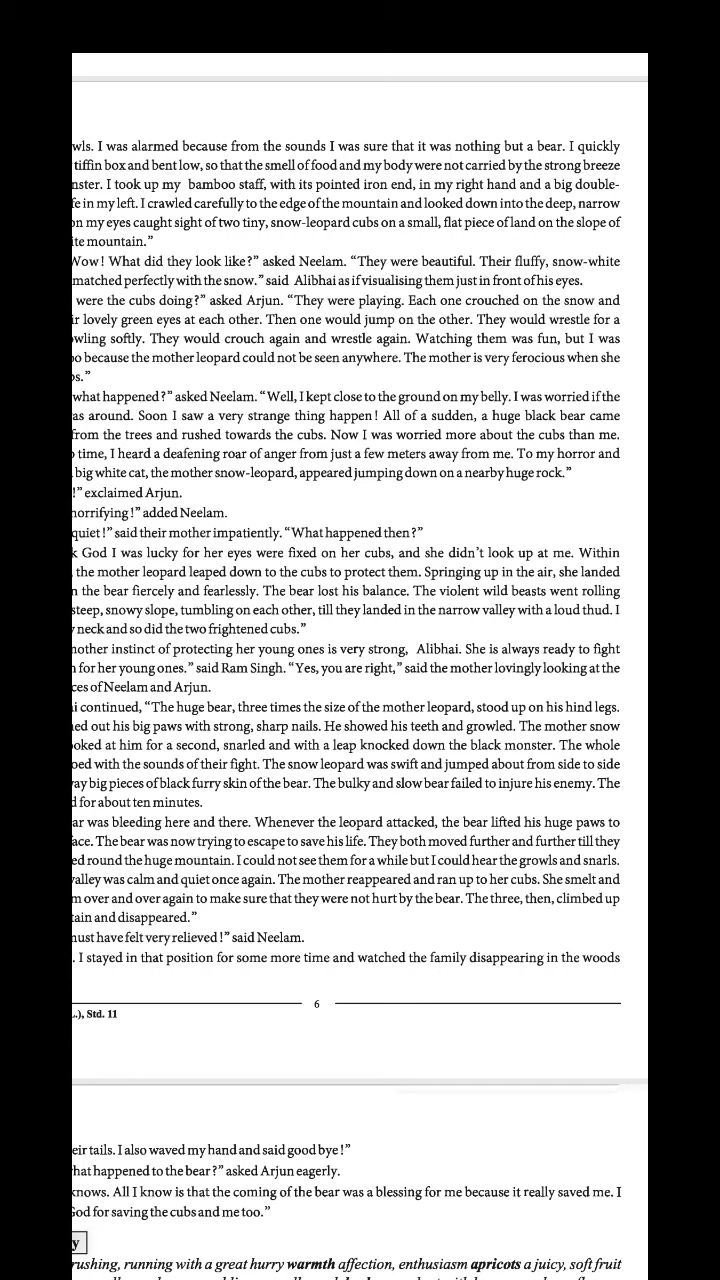 wls. I was alarmed because from the sounds I was sure that it was nothing but a bear. I quickly
tiffin box and bent low, so that the smell of food and my body were not carried by the strong breeze
nster. I took up my bamboo staff, with its pointed iron end, in my right hand and a big double-
fe in my left. I crawled carefully to the edge of the mountain and looked down into the deep, narrow
on my eyes caught sight of two tiny, snow-leopard cubs on a small, flat piece of land on the slope of
ite mountain.”
Wow! What did they look like?” asked Neelam. “They were beautiful. Their fluffy, snow-white
matched perfectly with the snow.” said Alibhai as if visualising them just in front of his eyes.
were the cubs doing?” asked Arjun. “They were playing. Each one crouched on the snow and
ir lovely green eyes at each other. Then one would jump on the other. They would wrestle for a
wling softly. They would crouch again and wrestle again. Watching them was fun, but I was
oo because the mother leopard could not be seen anywhere. The mother is very ferocious when she
bs.”
what happened?” asked Neelam. “Well, I kept close to the ground on my belly. I was worried if the
as around. Soon I saw a very strange thing happen! All of a sudden, a huge black bear came
from the trees and rushed towards the cubs. Now I was worried more about the cubs than me.
time, I heard a deafening roar of anger from just a few meters away from me. To my horror and
big white cat, the mother snow-leopard, appeared jumping down on a nearby huge rock.”
!” exclaimed Arjun.
horrifying!” added Neelam.
quiet!” said their mother impatiently. “What happened then?”
k God I was lucky for her eyes were fixed on her cubs, and she didn’t look up at me. Within
, the mother leopard leaped down to the cubs to protect them. Springing up in the air, she landed
n the bear fiercely and fearlessly. The bear lost his balance. The violent wild beasts went rolling
steep, snowy slope, tumbling on each other, till they landed in the narrow valley with a loud thud. I
y neck and so did the two frightened cubs.”
mother instinct of protecting her young ones is very strong, Alibhai. She is always ready to fight
n for her young ones.” said Ram Singh. “Yes, you are right,” said the mother lovingly looking at the
ces of Neelam and Arjun.
ai continued, “The huge bear, three times the size of the mother leopard, stood up on his hind legs.
ned out his big paws with strong, sharp nails. He showed his teeth and growled. The mother snow
ooked at him for a second, snarled and with a leap knocked down the black monster. The whole
oed with the sounds of their fight. The snow leopard was swift and jumped about from side to side
way big pieces of black furry skin of the bear. The bulky and slow bear failed to injure his enemy. The
d for about ten minutes.
ar was bleeding here and there. Whenever the leopard attacked, the bear lifted his huge paws to
ace. The bear was now trying to escape to save his life. They both moved further and further till they
ed round the huge mountain. I could not see them for a while but I could hear the growls and snarls.
valley was calm and quiet once again. The mother reappeared and ran up to her cubs. She smelt and
m over and over again to make sure that they were not hurt by the bear. The three, then, climbed up
tain and disappeared.”
must have felt very relieved!” said Neelam.
. I stayed in that position for some more time and watched the family disappearing in the woods
6
L.), Std. 11
eir tails. I also waved my hand and said good bye!”
hat happened to the bear?” asked Arjun eagerly.
knows. All I know is that the coming of the bear was a blessing for me because it really saved me. I
God for saving the cubs and me too.”
y
rushing, running with a great hurry warmth affection, enthusiasm apricots a juicy, soft fruit